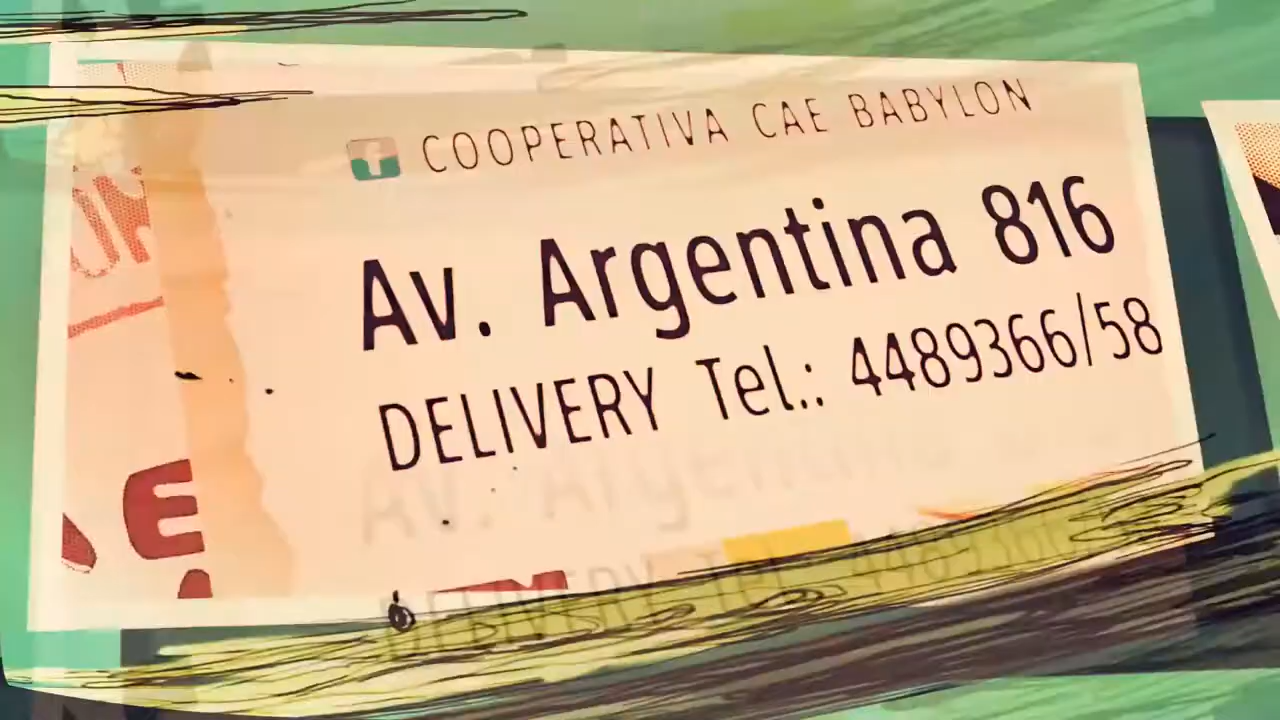 COOPERATIVA CAE BABYLON
Av. Argentina 816
DELIVERY Tel.: 4489366/58